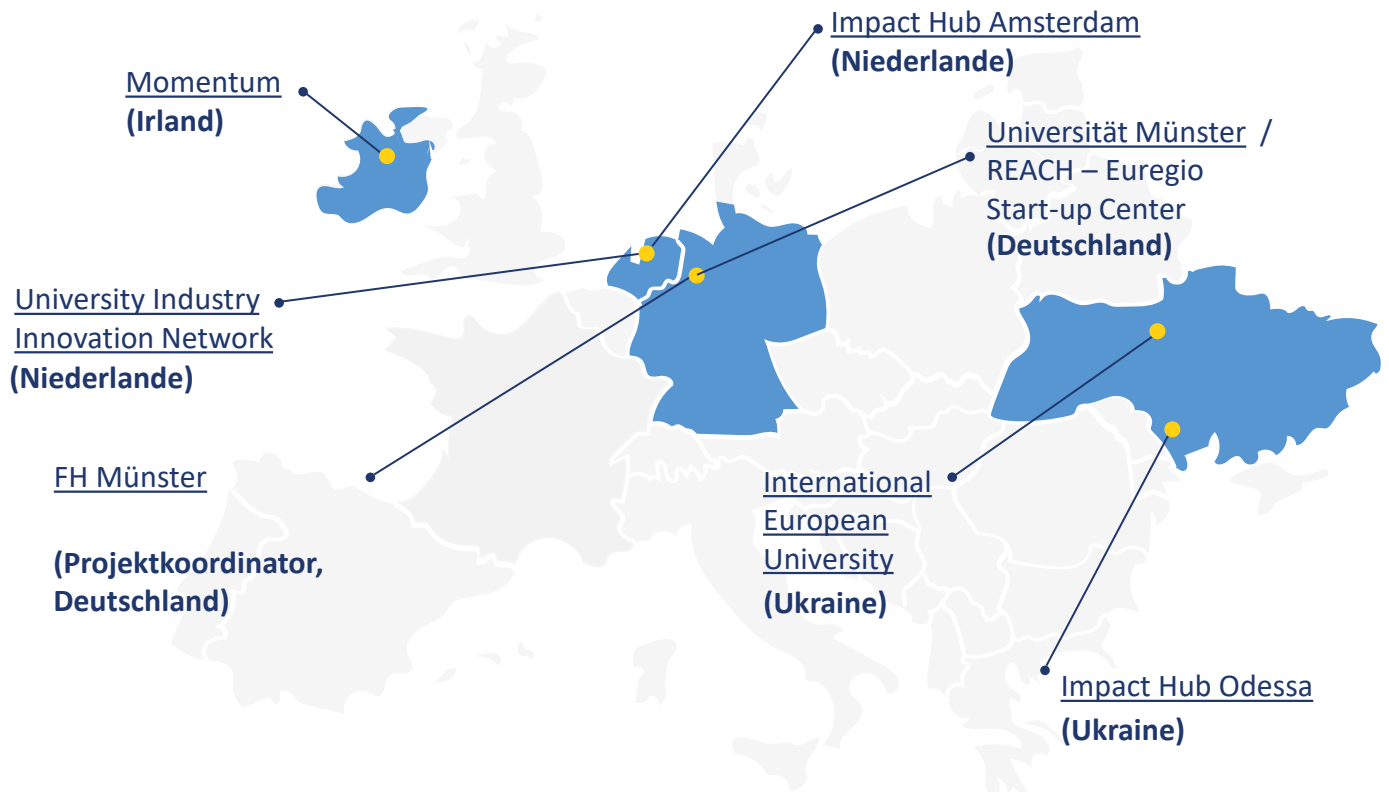 Impact Hub Amsterdam
(Niederlande)
Momentum
(Irland)
Universität Münster /
REACH – Euregio
Start-up Center
(Deutschland)
University Industry
Innovation Network
(Niederlande)
FH Münster
(Projektkoordinator,
Deutschland)
International
European
University
(Ukraine)
Impact Hub Odessa
(Ukraine)